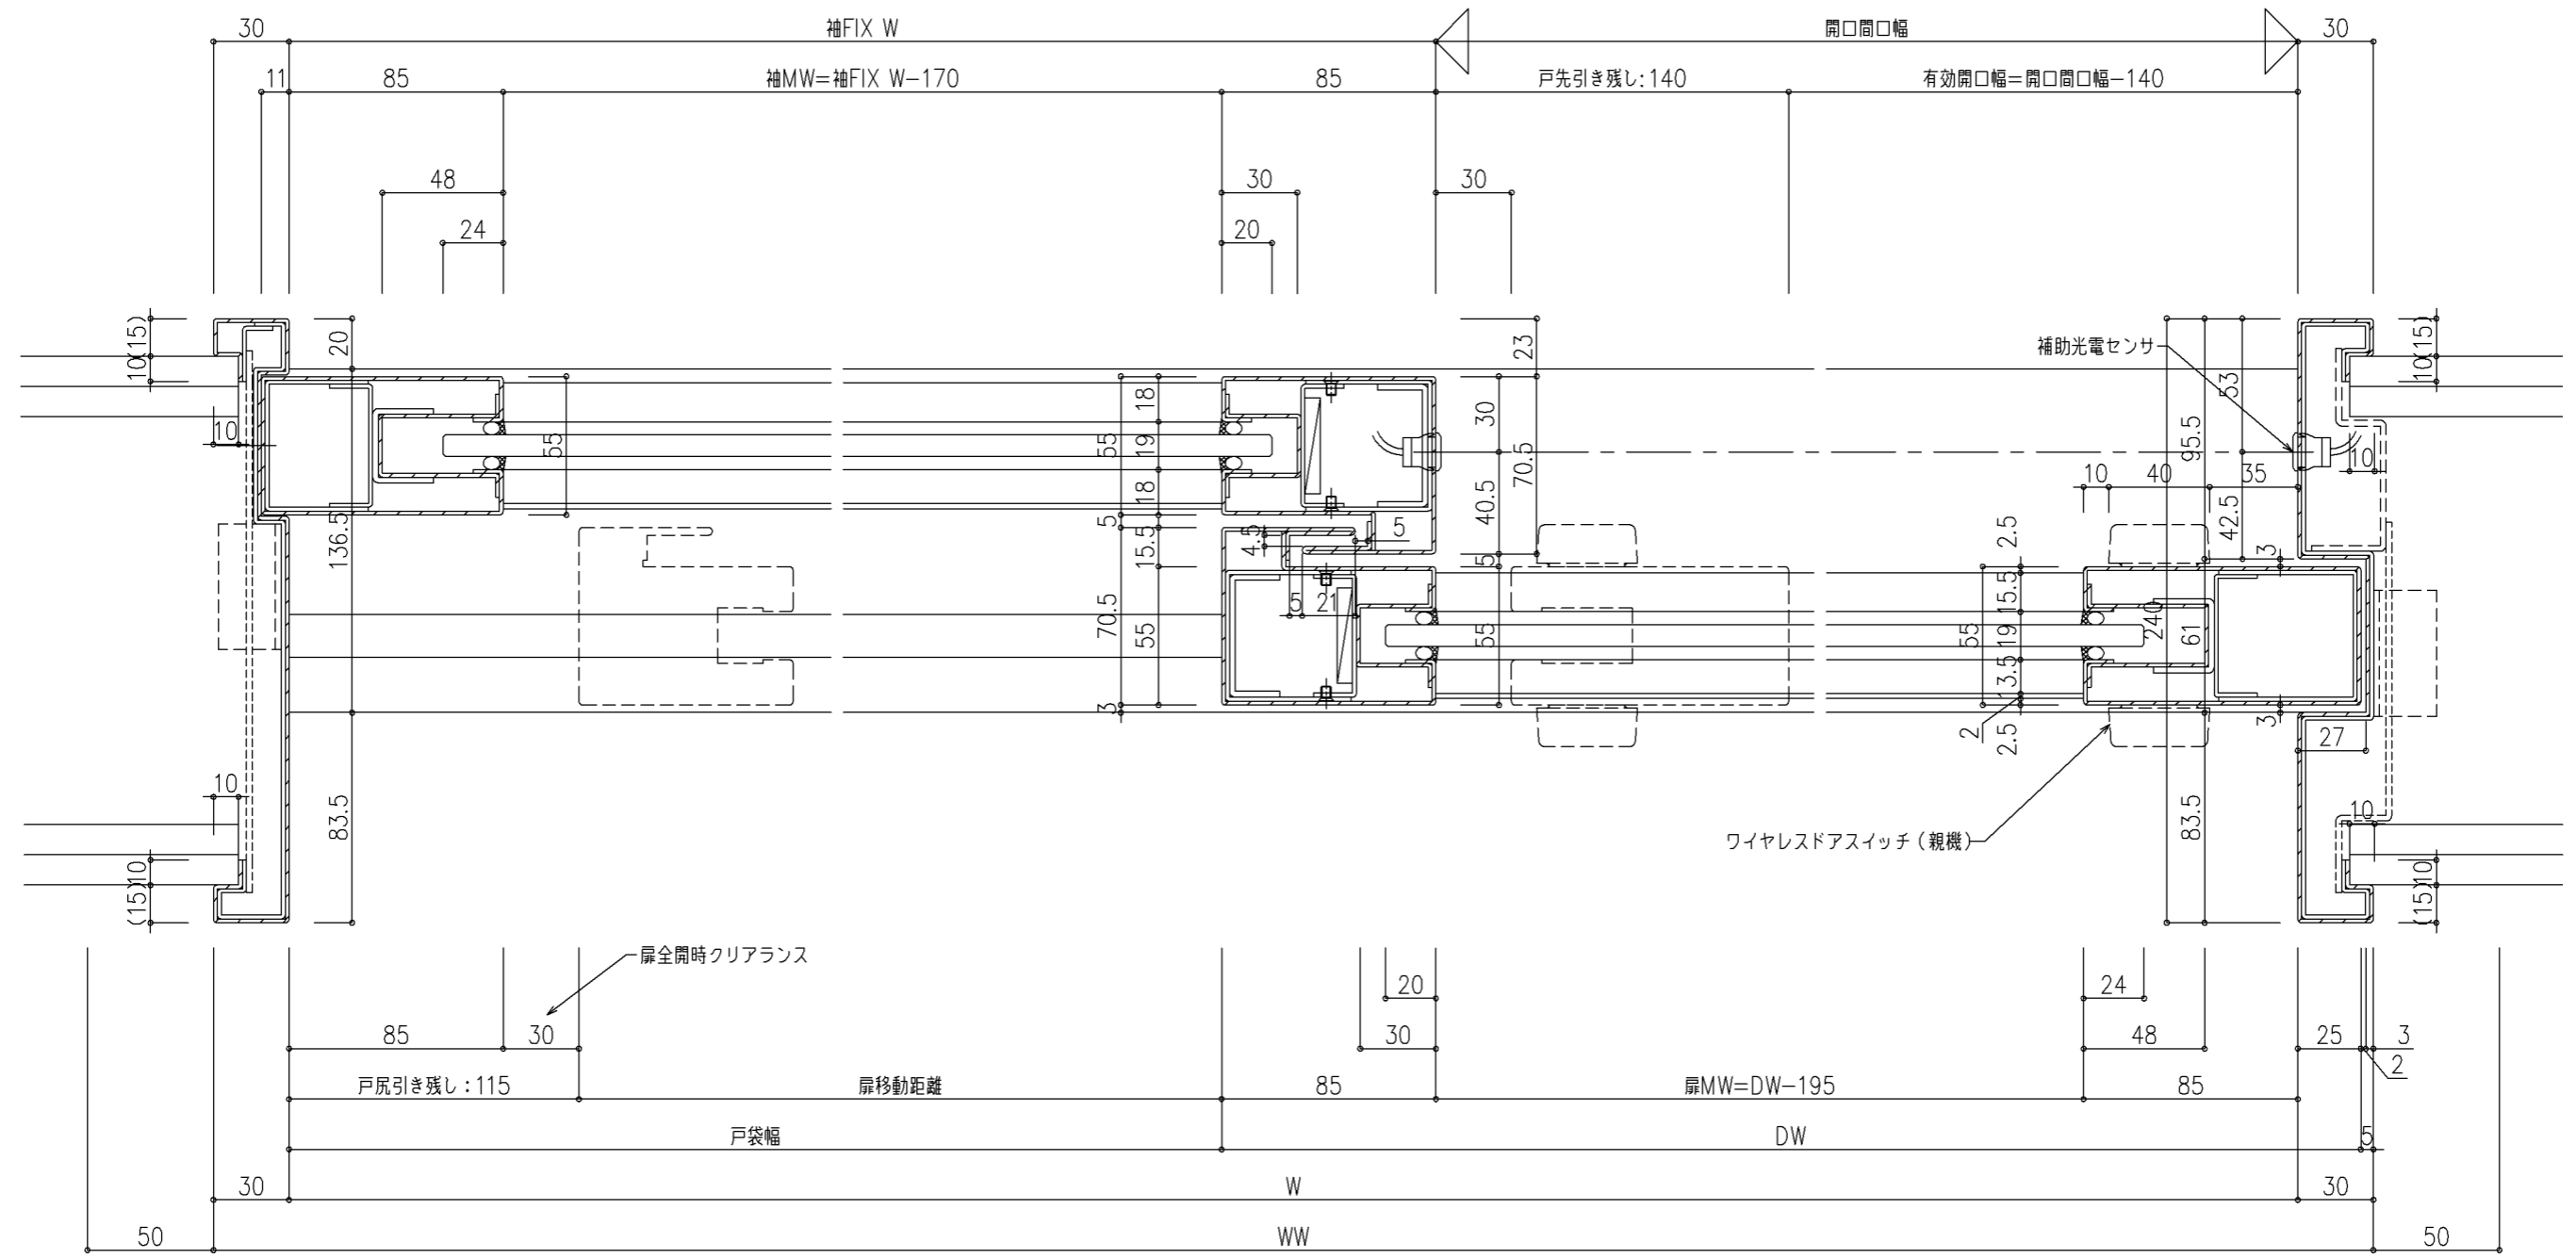 30 袖FIX W 開口間口幅 30
11 85 袖MW=袖FIX W-170 85 戸先引き残し:140 有効開口幅=開口間口幅-140
48 30 30
24 20
(15) 20 23 (15)
補助光電センサ
10 53 10
18 30
10 55 55 19 70.5 95.5 10
10 40 35
18 40.5 42.5
136.5 5 15.5 4.5 5 2.5
5 3
15.5
5 21 240
70.5 55 55 55 19 61
13.5
3 2 2.5 3
27
10 83.5 83.5 10
ワイヤレスドアスイッチ(親機)
10 10
(15) (15)
扉全開時クリアランス
20 24
85 30 30 48 25 3
2
戸尻引き残し:115 扉移動距離 85 扉MW=DW-195 85
戸袋幅 DW 5
30 W 30
50 WW 50